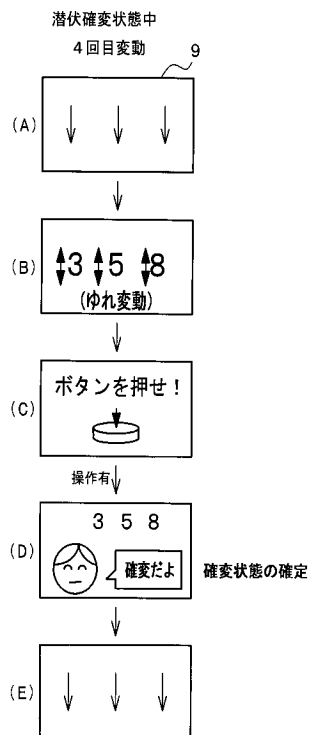 潜伏確変状態中
4回目変動
9
(A)
(B)
3 5 8
(ゆれ変動)
(C)
ボタンを押せ!
操作有
(D)
3 5 8
確変だよ
確変状態の確定
(E)